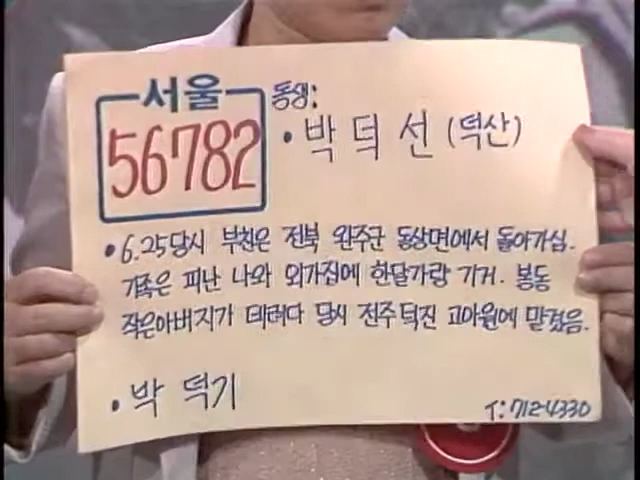 서울
56782
동생:
• 박덕선 (덕산)
• 6.25당시 부친은 전북 완주군 동상면에서 돌아가심.
가족은 피난 나와 외가집에 한달가량 기거. 봉동
작은아버지가 데려다 당시 전주덕진 고아원에 맡겼음.
• 박덕기
T: 712-4330